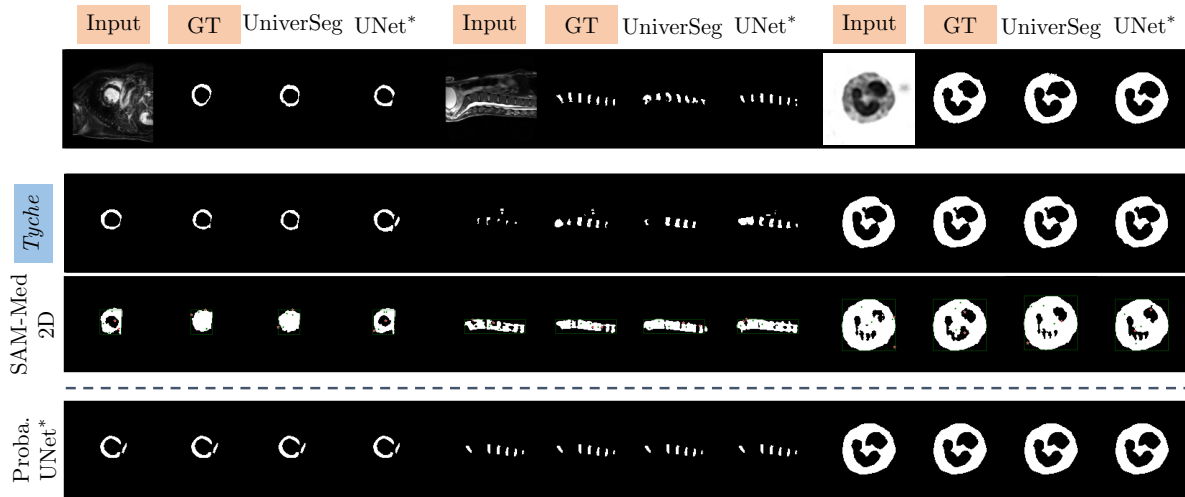 Input GT UniverSeg UNet* Input GT UniverSeg UNet* Input GT UniverSeg UNet*
Tyche
SAM-Med
2D
Proba.
UNet*